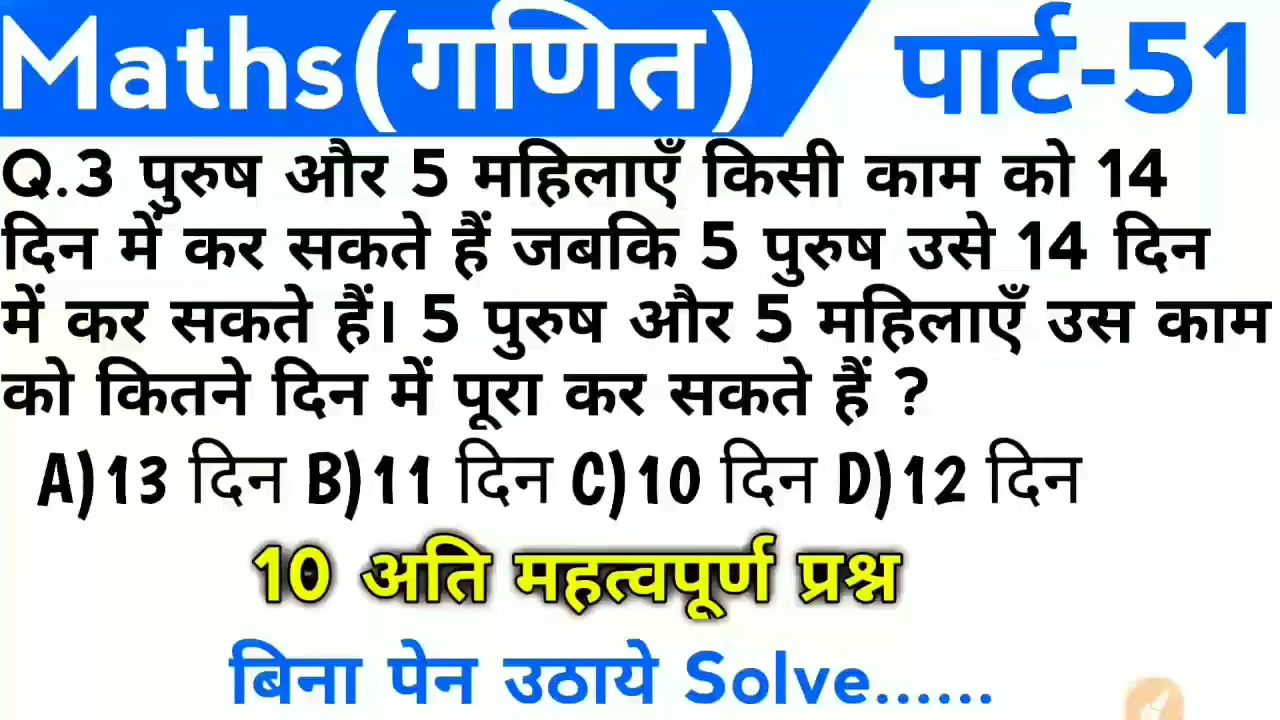 Maths(गणित) पार्ट-51
Q.3 पुरुष और 5 महिलाएँ किसी काम को 14
दिन में कर सकते हैं जबकि 5 पुरुष उसे 14 दिन
में कर सकते हैं। 5 पुरुष और 5 महिलाएँ उस काम
को कितने दिन में पूरा कर सकते हैं ?
A)13 दिन B)11 दिन C)10 दिन D)12 दिन
10 अति महत्वपूर्ण प्रश्न
बिना पेन उठाये Solve......